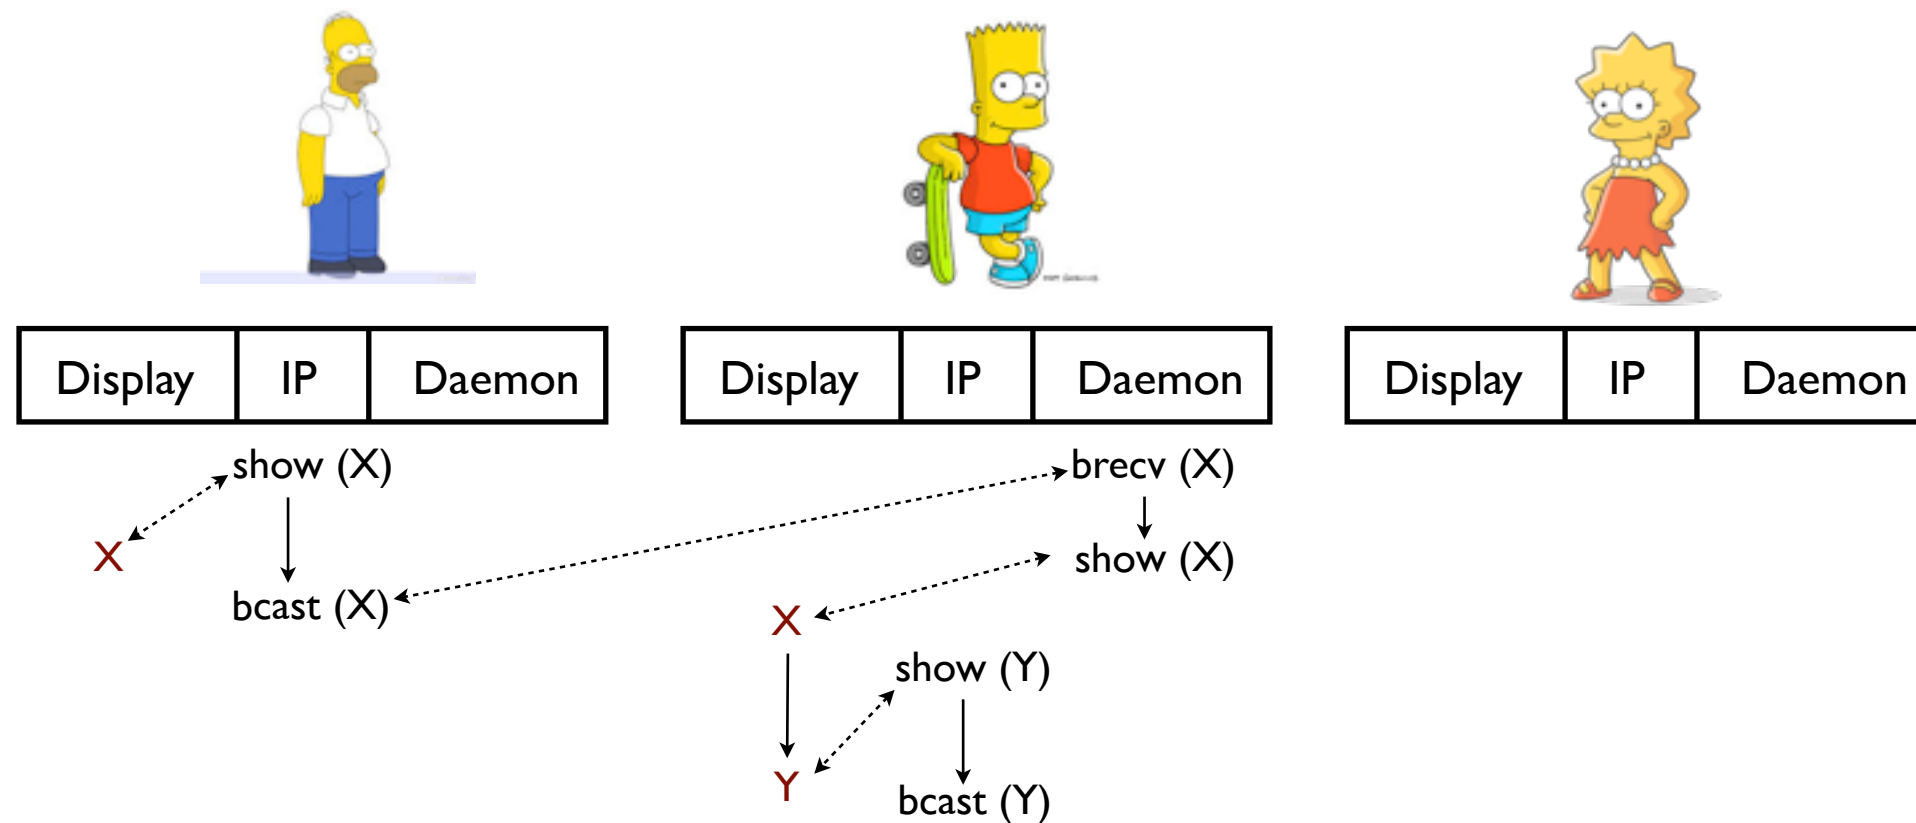 Display IP Daemon Display IP Daemon Display IP Daemon
show (X) brecv (X)
X show (X)
bcast (X)
X
show (Y)
Y
bcast (Y)